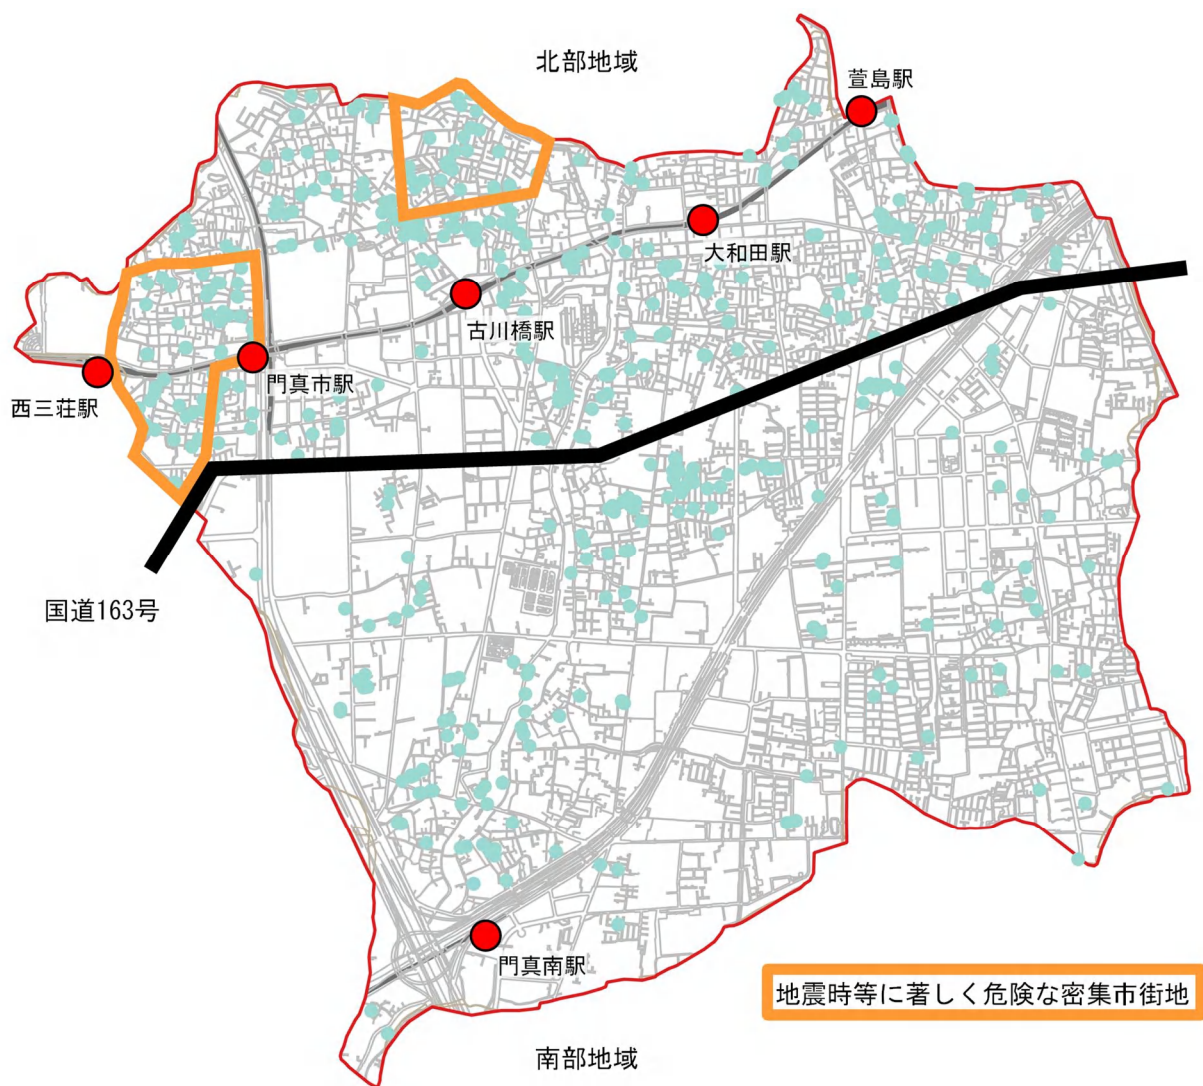 北部地域
萱島駅
大和田駅
古川橋駅
門真市駅
西三荘駅
国道163号
門真南駅
地震時等に著しく危険な密集市街地
南部地域